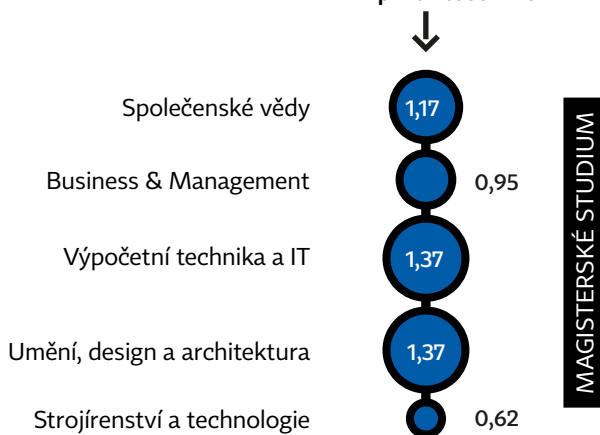 Společenské vědy 1,17
Business & Management 0,95
Výpočetní technika a IT 1,37
Umění, design a architektura 1,37
Strojírenství a technologie 0,62
MAGISTERSKÉ STUDIUM